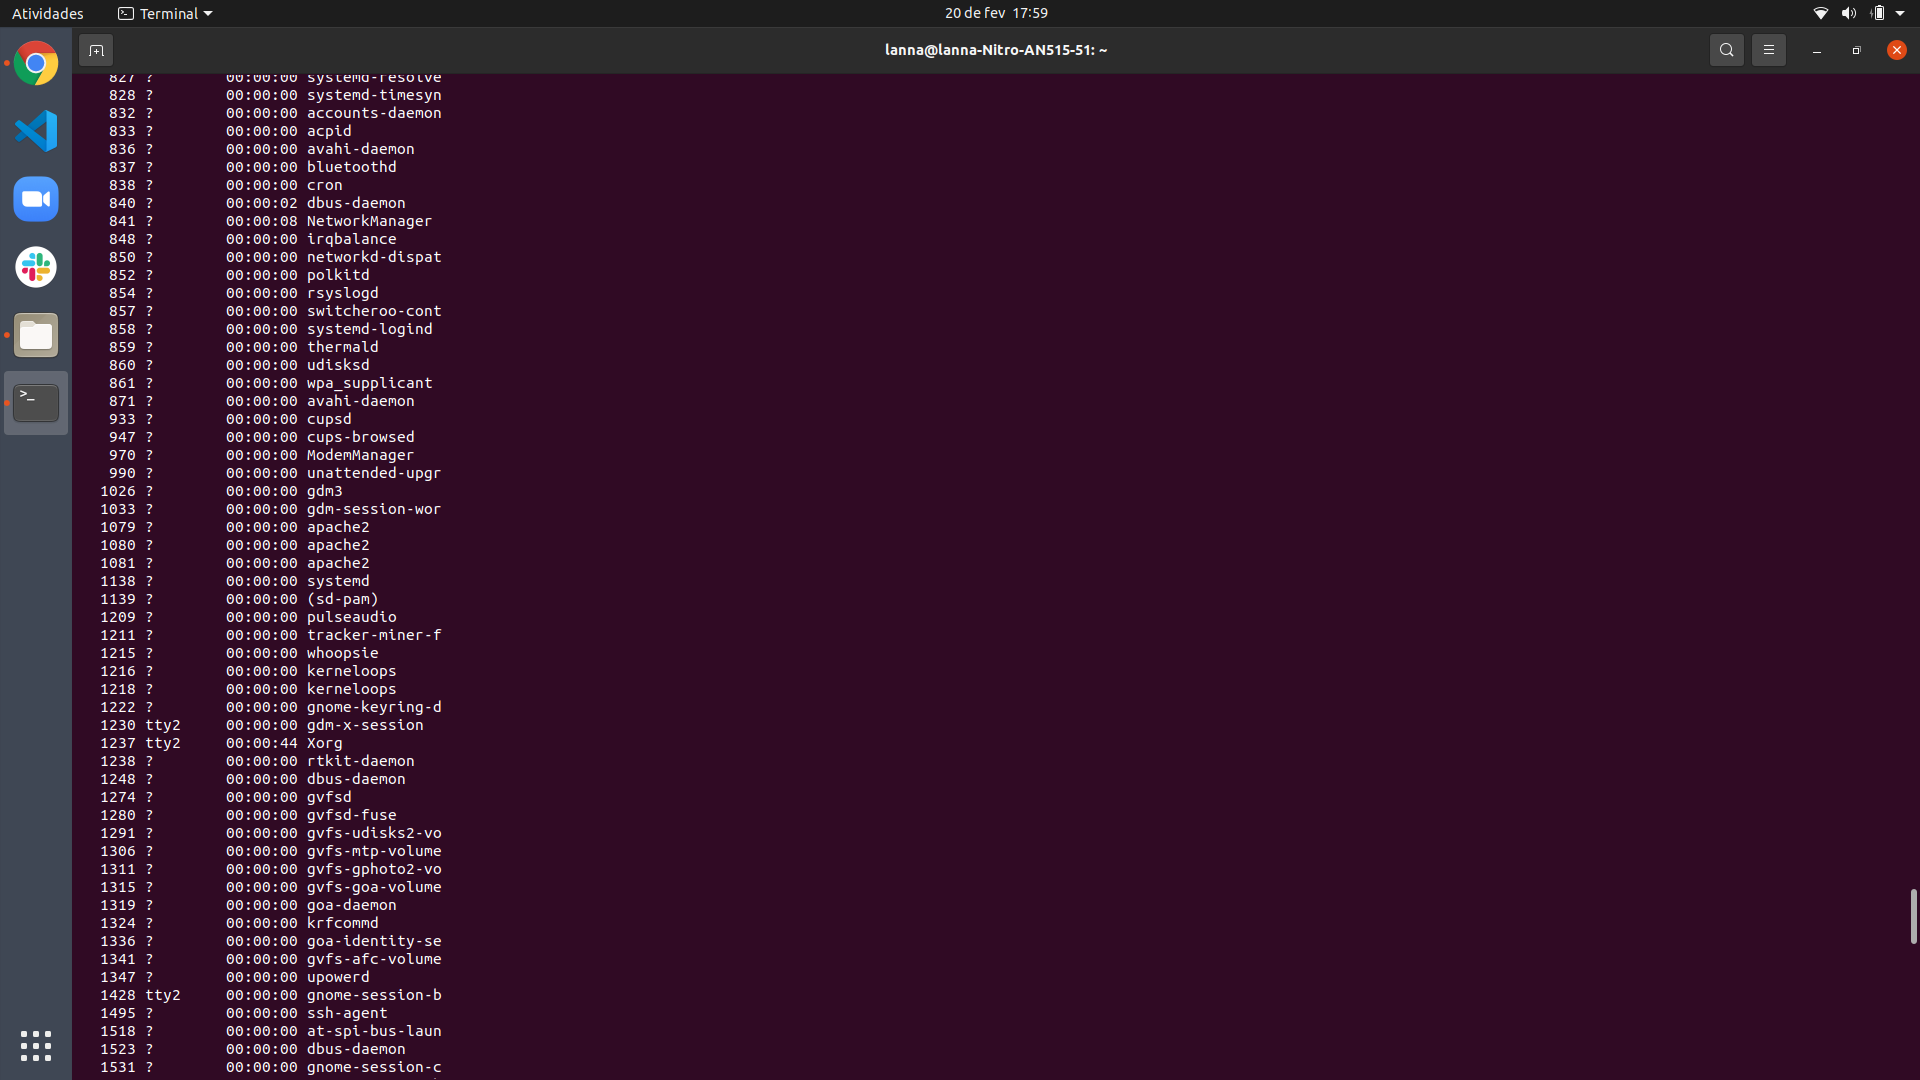 Atividades
Terminal
20 de fev 17:59
lanna@lanna-Nitro-AN515-51: ~
827 ? 00:00:00 systemd-resolve
828 ? 00:00:00 systemd-timesyn
832 ? 00:00:00 accounts-daemon
833 ? 00:00:00 acpid
836 ? 00:00:00 avahi-daemon
837 ? 00:00:00 bluetoothd
838 ? 00:00:00 cron
840 ? 00:00:02 dbus-daemon
841 ? 00:00:08 NetworkManager
848 ? 00:00:00 irqbalance
850 ? 00:00:00 networkd-dispat
852 ? 00:00:00 polkitd
854 ? 00:00:00 rsyslogd
857 ? 00:00:00 switcheroo-cont
858 ? 00:00:00 systemd-logind
859 ? 00:00:00 thermald
860 ? 00:00:00 udisksd
861 ? 00:00:00 wpa_supplicant
871 ? 00:00:00 avahi-daemon
933 ? 00:00:00 cupsd
947 ? 00:00:00 cups-browsed
970 ? 00:00:00 ModemManager
990 ? 00:00:00 unattended-upgr
1026 ? 00:00:00 gdm3
1033 ? 00:00:00 gdm-session-wor
1079 ? 00:00:00 apache2
1080 ? 00:00:00 apache2
1081 ? 00:00:00 apache2
1138 ? 00:00:00 systemd
1139 ? 00:00:00 (sd-pam)
1209 ? 00:00:00 pulseaudio
1211 ? 00:00:00 tracker-miner-f
1215 ? 00:00:00 whoopsie
1216 ? 00:00:00 kerneloops
1218 ? 00:00:00 kerneloops
1222 ? 00:00:00 gnome-keyring-d
1230 tty2 00:00:00 gdm-x-session
1237 tty2 00:00:44 Xorg
1238 ? 00:00:00 rtkit-daemon
1248 ? 00:00:00 dbus-daemon
1274 ? 00:00:00 gvfsd
1280 ? 00:00:00 gvfsd-fuse
1291 ? 00:00:00 gvfs-udisks2-vo
1306 ? 00:00:00 gvfs-mtp-volume
1311 ? 00:00:00 gvfs-gphoto2-vo
1315 ? 00:00:00 gvfs-goa-volume
1319 ? 00:00:00 goa-daemon
1324 ? 00:00:00 krfcommd
1336 ? 00:00:00 goa-identity-se
1341 ? 00:00:00 gvfs-afc-volume
1347 ? 00:00:00 upowerd
1428 tty2 00:00:00 gnome-session-b
1495 ? 00:00:00 ssh-agent
1518 ? 00:00:00 at-spi-bus-laun
1523 ? 00:00:00 dbus-daemon
1531 ? 00:00:00 gnome-session-c